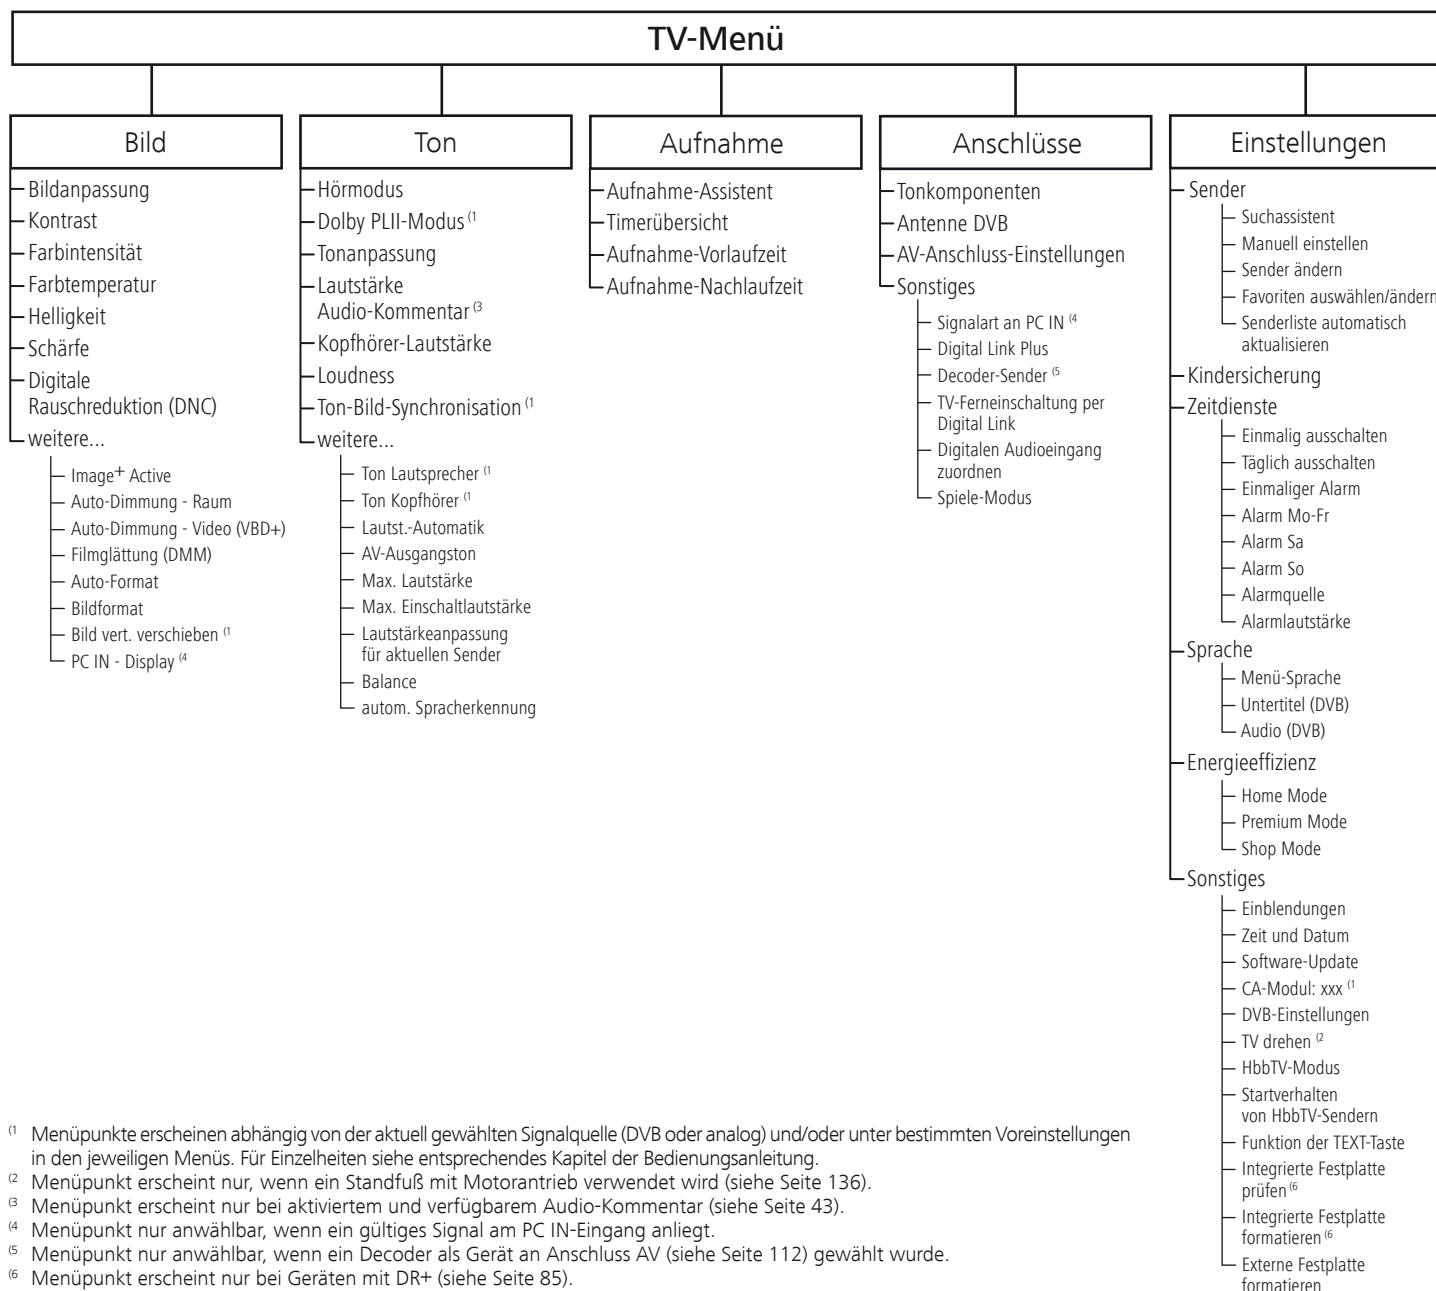 TV-Menü
Bild
Bildanpassung
Kontrast
Farbintensität
Farbtemperatur
Helligkeit
Schärfe
Digitale
Rauschreduktion (DNC)
weitere...
Image+ Active
Auto-Dimmung - Raum
Auto-Dimmung - Video (VBD+)
Filmglättung (DMM)
Auto-Format
Bildformat
Bild vert. verschieben (1
PC IN - Display (4
Ton
Hörmodus
Dolby PLII-Modus (1
Tonanpassung
Lautstärke
Audio-Kommentar (3
Kopfhörer-Lautstärke
Loudness
Ton-Bild-Synchronisation (1
weitere...
Ton Lautsprecher (1
Ton Kopfhörer (1
Lautst.-Automatik
AV-Ausgangston
Max. Lautstärke
Max. Einschaltlautstärke
Lautstärkeanpassung
für aktuellen Sender
Balance
autom. Spracherkennung
Aufnahme
Aufnahme-Assistent
Timerübersicht
Aufnahme-Vorlaufzeit
Aufnahme-Nachlaufzeit
Anschlüsse
Tonkomponenten
Antenne DVB
AV-Anschluss-Einstellungen
Sonstiges
Signalart an PC IN (4
Digital Link Plus
Decoder-Sender (5
TV-Ferneinschaltung per
Digital Link
Digitalen Audioeingang
zuordnen
Spiele-Modus
Einstellungen
Sender
Suchassistent
Manuell einstellen
Sender ändern
Favoriten auswählen/ändern
Senderliste automatisch
aktualisieren
Kindersicherung
Zeitdienste
Einmalig ausschalten
Täglich ausschalten
Einmaliger Alarm
Alarm Mo-Fr
Alarm Sa
Alarm So
Alarmquelle
Alarmlautstärke
Sprache
Menü-Sprache
Untertitel (DVB)
Audio (DVB)
Energieeffizienz
Home Mode
Premium Mode
Shop Mode
Sonstiges
Einblendungen
Zeit und Datum
Software-Update
CA-Modul: xxx (1
DVB-Einstellungen
TV drehen (2
HbbTV-Modus
Startverhalten
von HbbTV-Sendern
Funktion der TEXT-Taste
Integrierte Festplatte
prüfen (6
Integrierte Festplatte
formatieren (6
Externe Festplatte
formatieren
(1 Menüpunkte erscheinen abhängig von der aktuell gewählten Signalquelle (DVB oder analog) und/oder unter bestimmten Voreinstellungen
in den jeweiligen Menüs. Für Einzelheiten siehe entsprechendes Kapitel der Bedienungsanleitung.
(2 Menüpunkt erscheint nur, wenn ein Standfuß mit Motorantrieb verwendet wird (siehe Seite 136).
(3 Menüpunkt erscheint nur bei aktiviertem und verfügbarem Audio-Kommentar (siehe Seite 43).
(4 Menüpunkt nur anwählbar, wenn ein gültiges Signal am PC IN-Eingang anliegt.
(5 Menüpunkt nur anwählbar, wenn ein Decoder als Gerät an Anschluss AV (siehe Seite 112) gewählt wurde.
(6 Menüpunkt erscheint nur bei Geräten mit DR+ (siehe Seite 85).